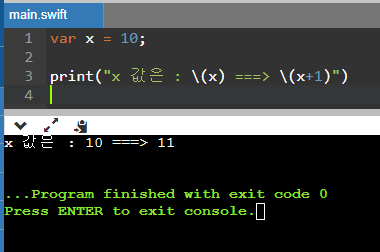 main.swift
1 var x = 10;
2
3 print("x 값은 : \(x) ===> \(x+1)")
4
x 값은 : 10 ===> 11
...Program finished with exit code 0
Press ENTER to exit console.